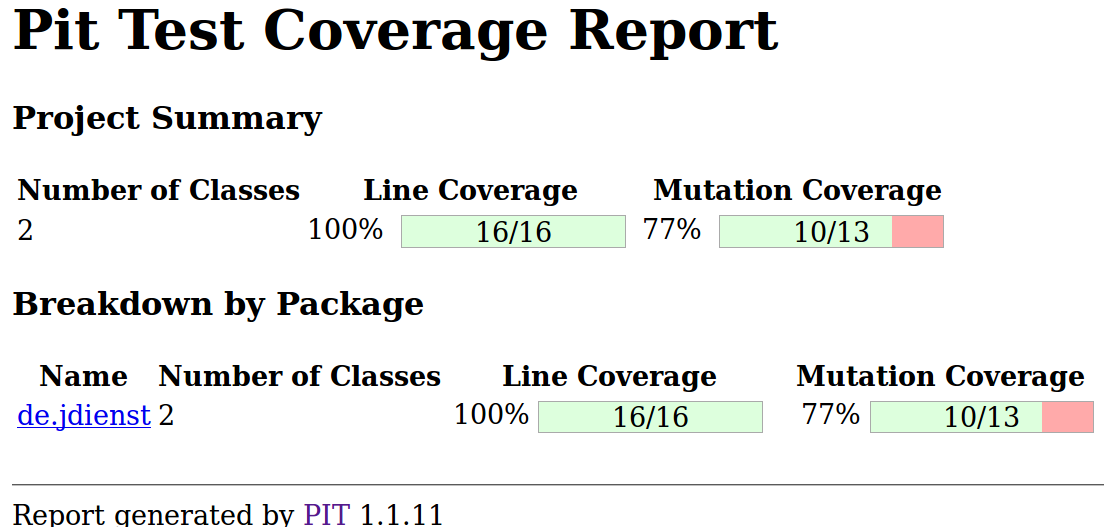 Pit Test Coverage Report
Project Summary
Number of Classes Line Coverage Mutation Coverage
2 100% 16/16 77% 10/13
Breakdown by Package
Name Number of Classes Line Coverage Mutation Coverage
de.jdienst 2 100% 16/16 77% 10/13
Report generated by PIT 1.1.11